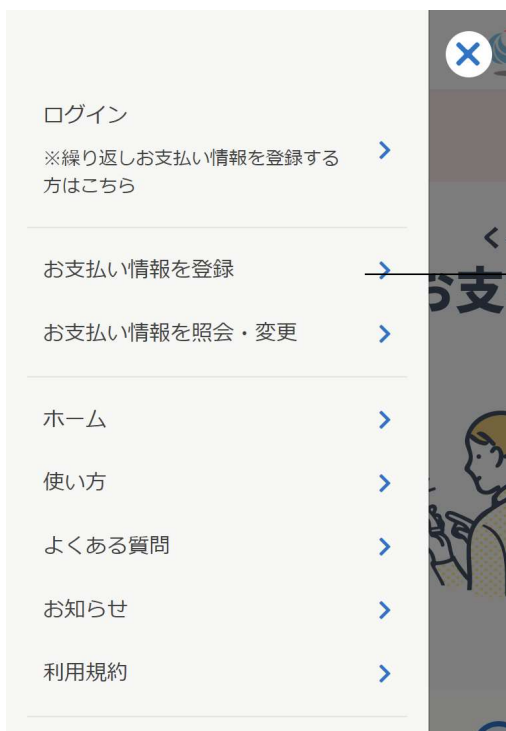 ログイン
※繰り返しお支払い情報を登録する
方はこちら
お支払い情報を登録
お支払い情報を照会・変更
ホーム
使い方
よくある質問
お知らせ
利用規約
く
お支